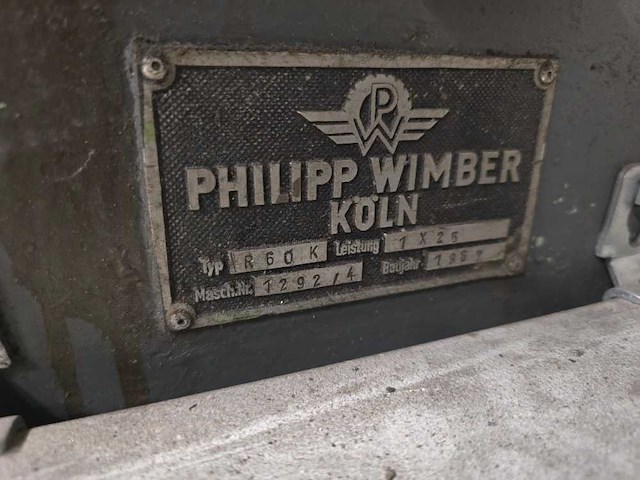 PW
PHILIPP WIMBER
KÖLN
Typ R60K Leistung 1X25
Masch.Nr. 1292/4 Baujahr